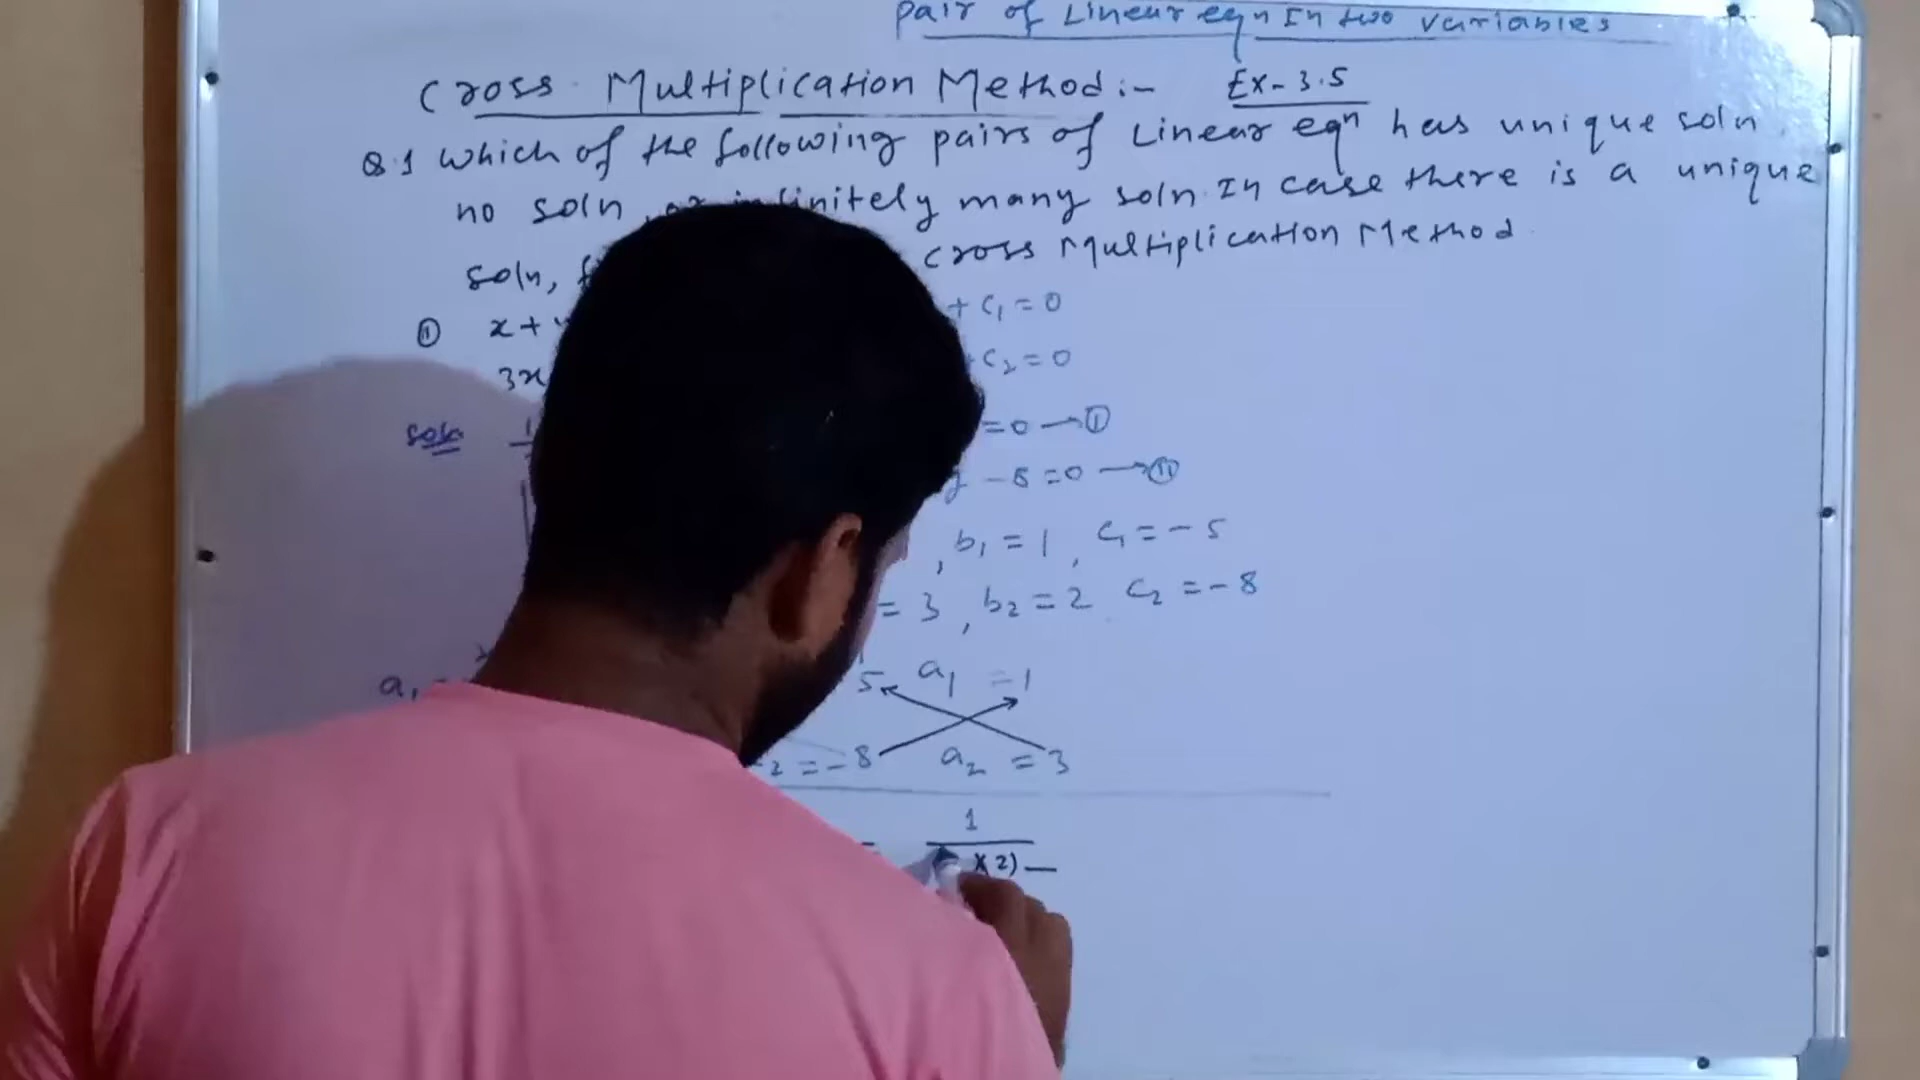 Pair of Linear eqn In two variables
Cross Multiplication Method:- Ex-3.5
Q.1 Which of the following pairs of Linear eqn has unique soln
no soln, or infinitely many soln. In case there is a unique
soln, cross Multiplication Method.
+ c₁ = 0
① x +
+ c₂ = 0
3x
soln = 0 → ①
y - 8 = 0 → ⑪
, b₁ = 1, c₁ = - 5
= 3, b₂ = 2 c₂ = - 8
a₁ = 5 a₁ = 1
₂ = - 8 a₂ = 3
1
x 2) —